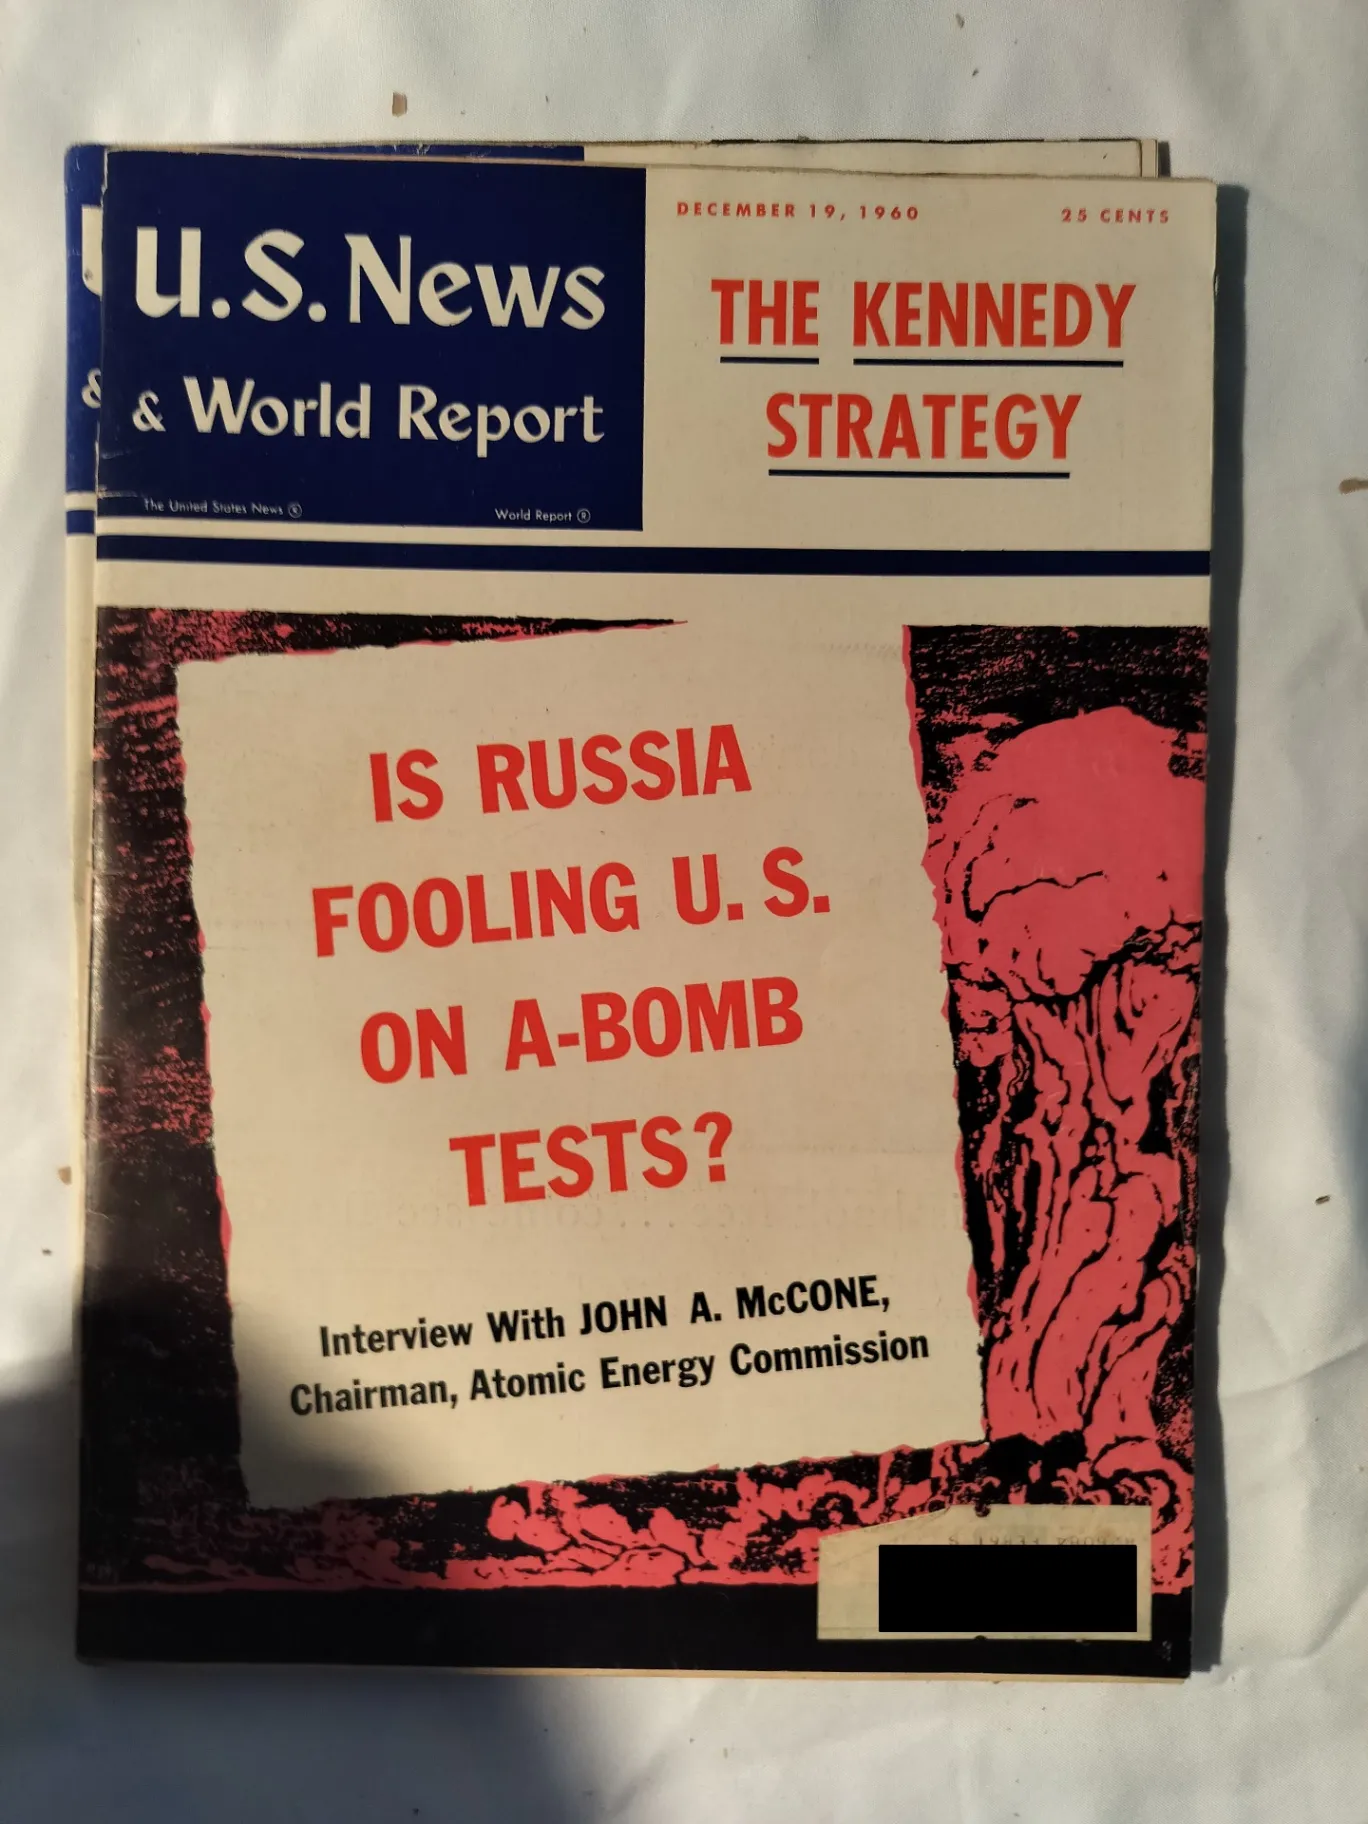 U.S. News
& World Report
The United States News ®
World Report ®
DECEMBER 19, 1960
25 CENTS
THE KENNEDY
STRATEGY
&
IS RUSSIA
FOOLING U. S.
ON A-BOMB
TESTS?
Interview With JOHN A. McCONE,
Chairman, Atomic Energy Commission